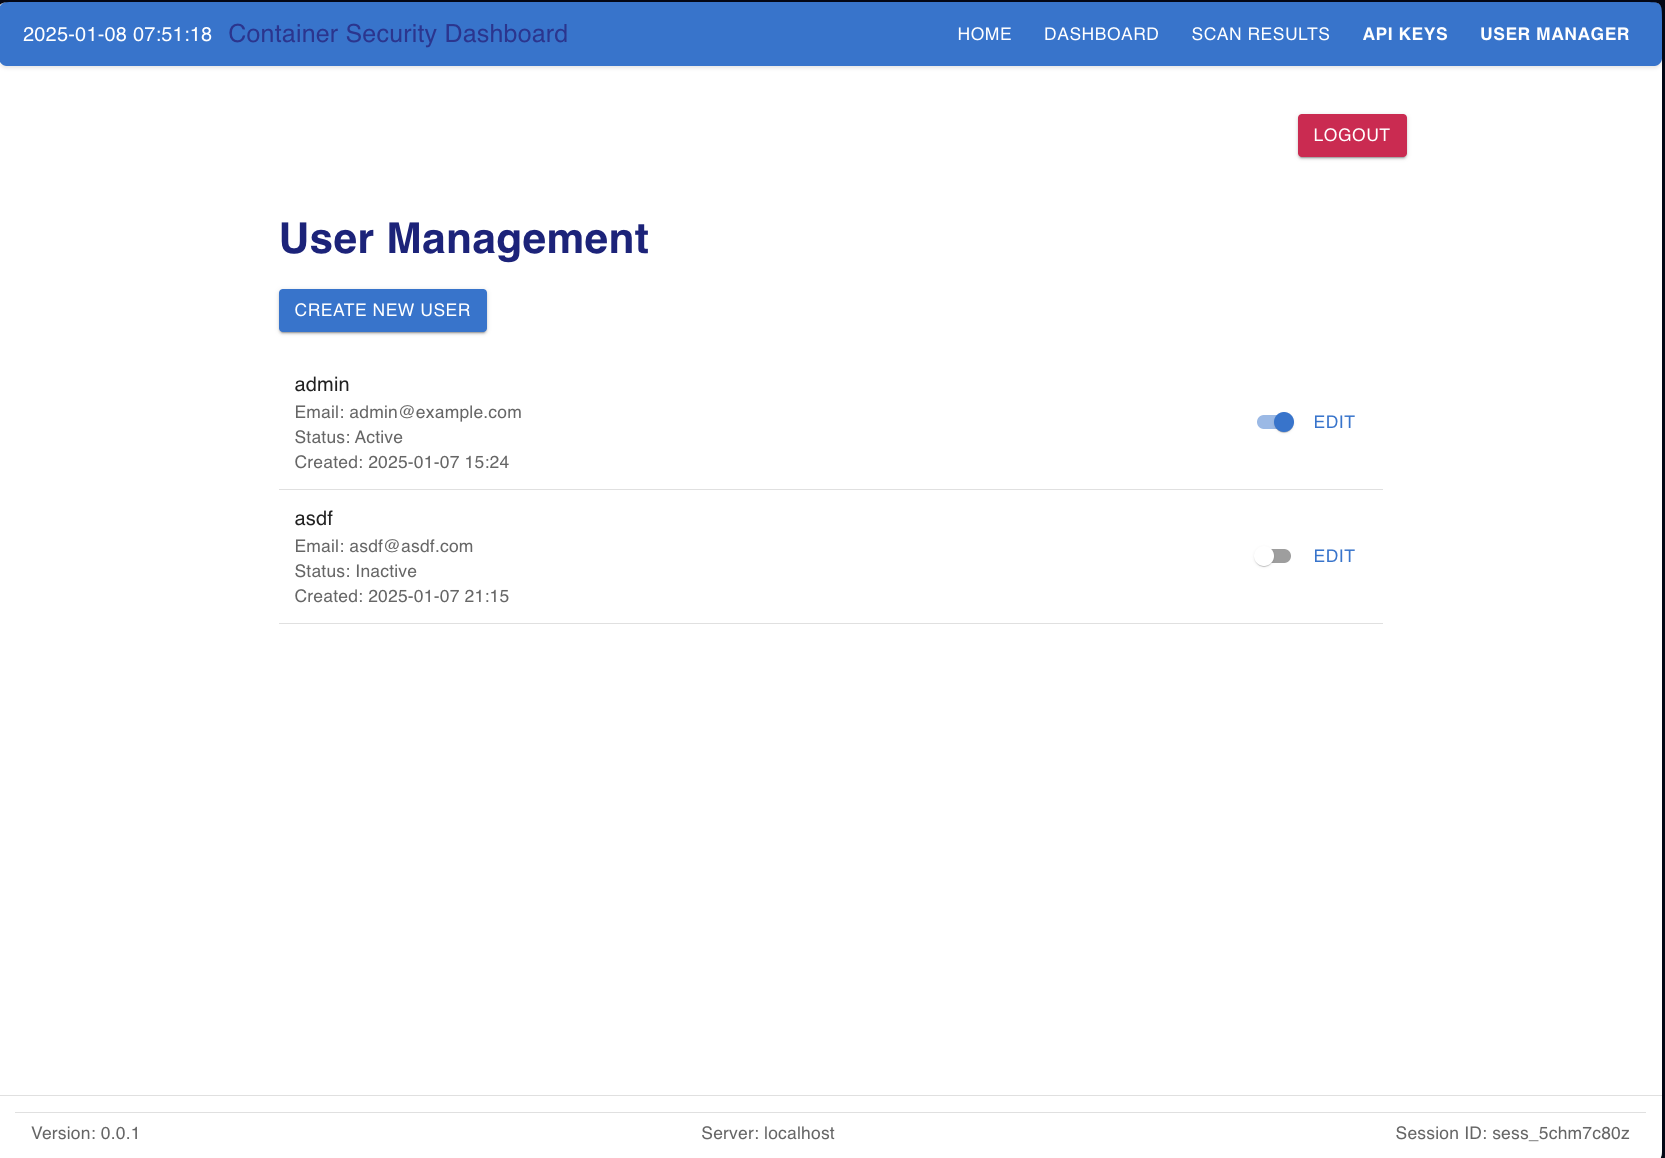 2025-01-08 07:51:18 Container Security Dashboard HOME DASHBOARD SCAN RESULTS API KEYS USER MANAGER
LOGOUT
User Management
CREATE NEW USER
admin
Email: admin@example.com
Status: Active
Created: 2025-01-07 15:24
EDIT
asdf
Email: asdf@asdf.com
Status: Inactive
Created: 2025-01-07 21:15
EDIT
Version: 0.0.1 Server: localhost Session ID: sess_5chm7c80z